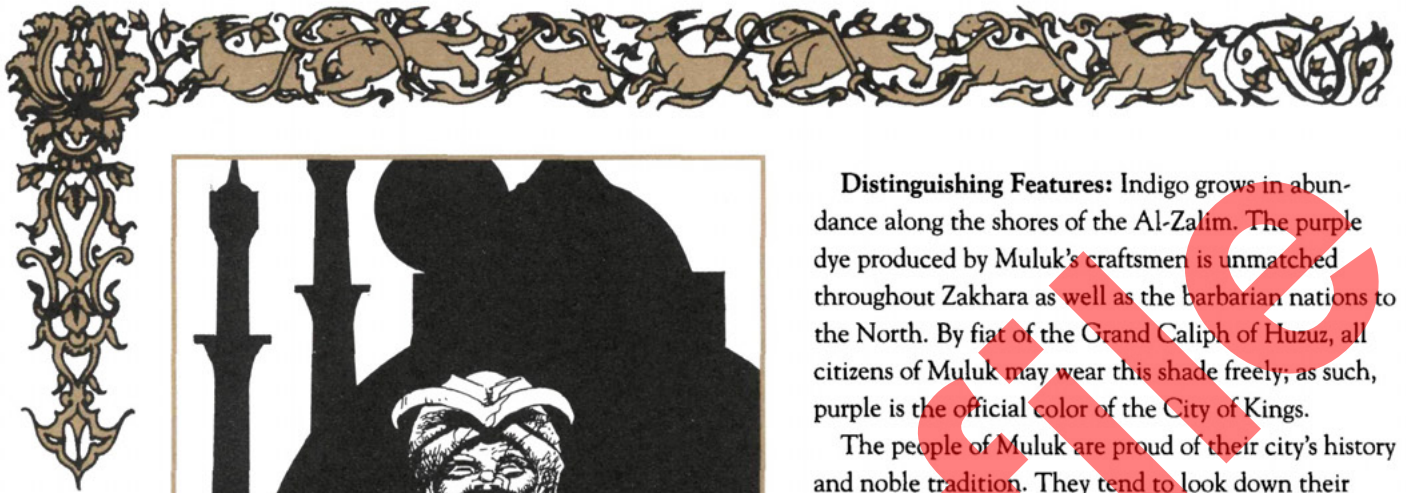 Distinguishing Features: Indigo grows in abun-
dance along the shores of the Al-Zalim. The purple
dye produced by Muluk's craftsmen is unmatched
throughout Zakhara as well as the barbarian nations to
the North. By fiat of the Grand Caliph of Huzuz, all
citizens of Muluk may wear this shade freely; as such,
purple is the official color of the City of Kings.
The people of Muluk are proud of their city's history
and noble tradition. They tend to look down their
file